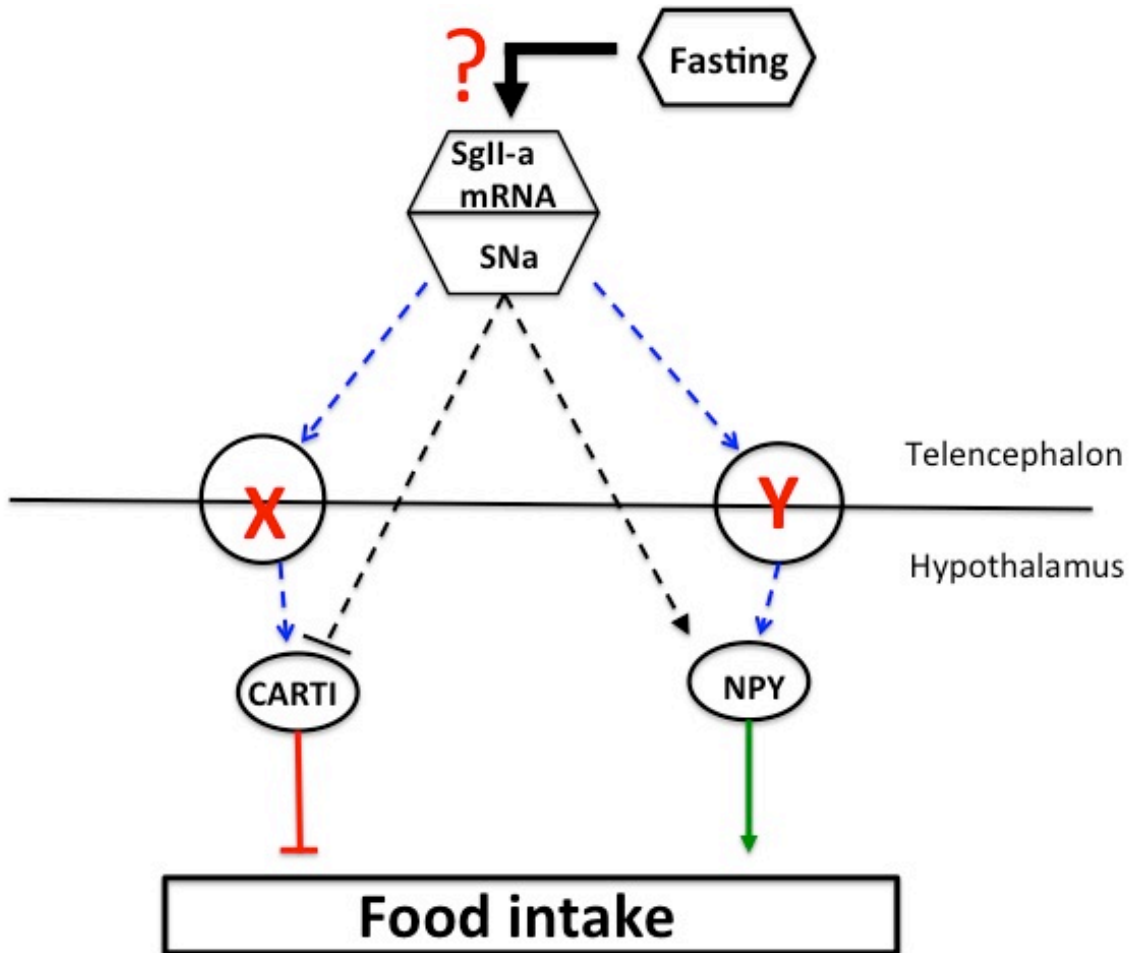 ?
Fasting
SgII-a
mRNA
SNa
Telencephalon
X
Y
Hypothalamus
CARTI
NPY
Food intake